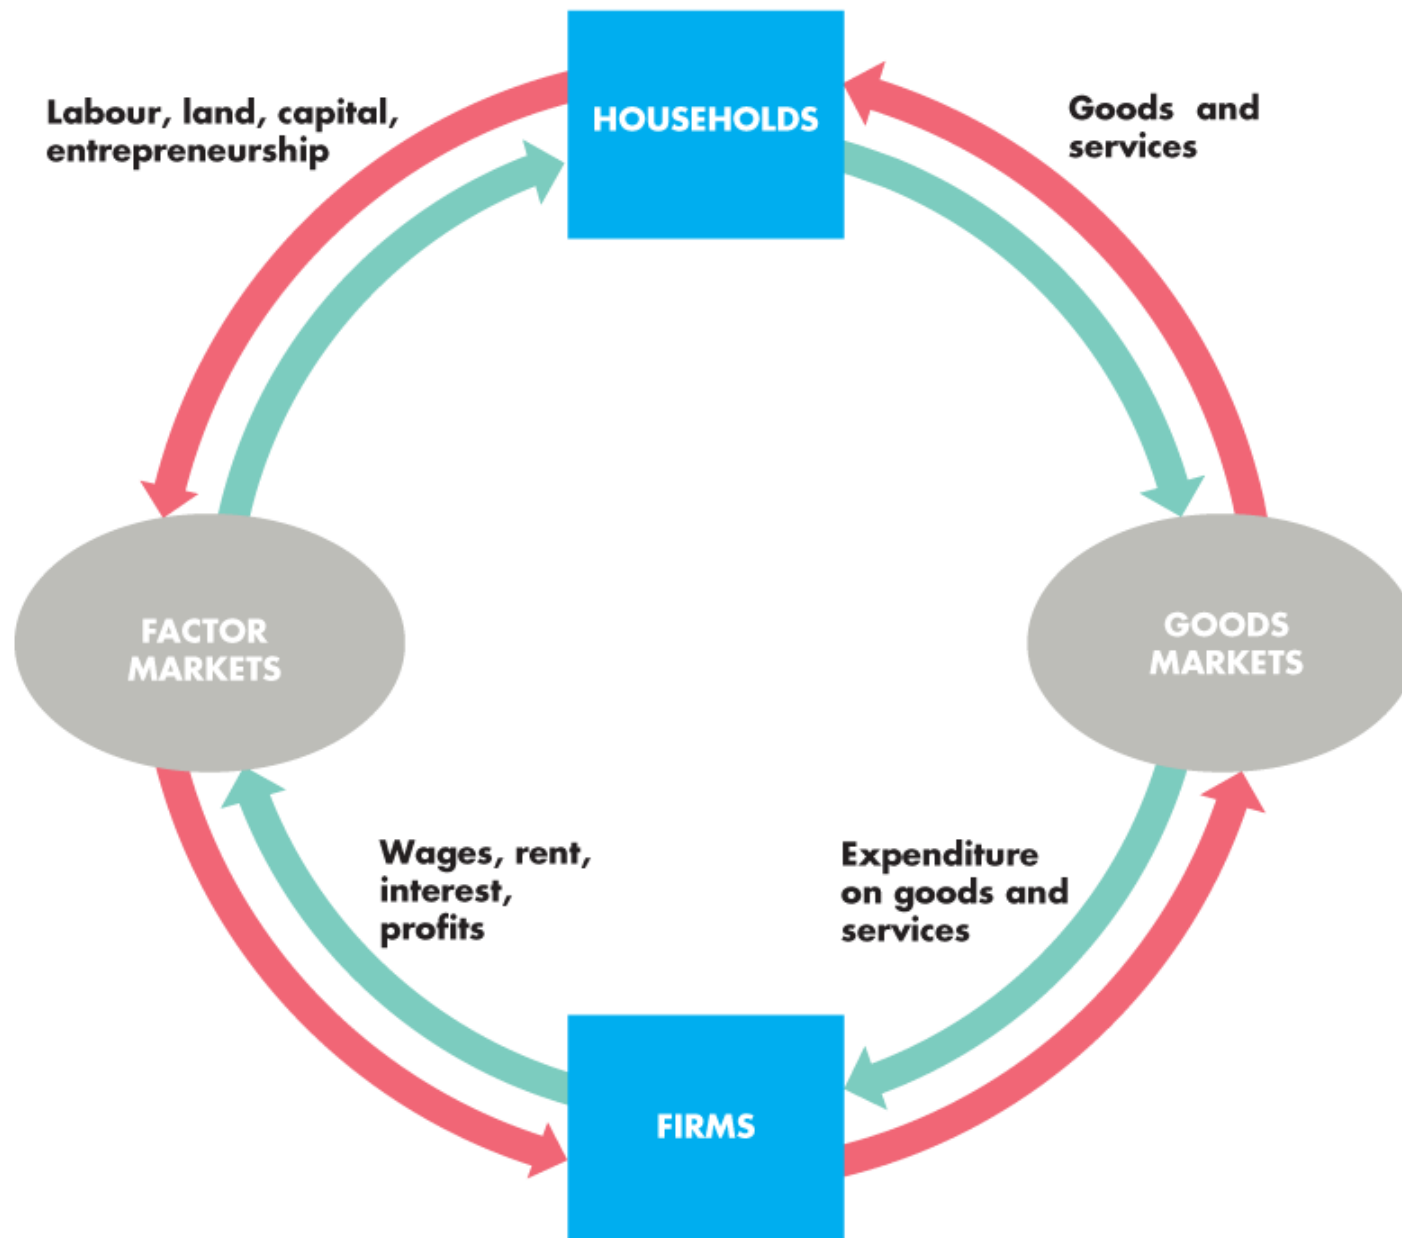 HOUSEHOLDS
Labour, land, capital,
entrepreneurship
Goods and
services
FACTOR
MARKETS
GOODS
MARKETS
Wages, rent,
interest,
profits
Expenditure
on goods and
services
FIRMS